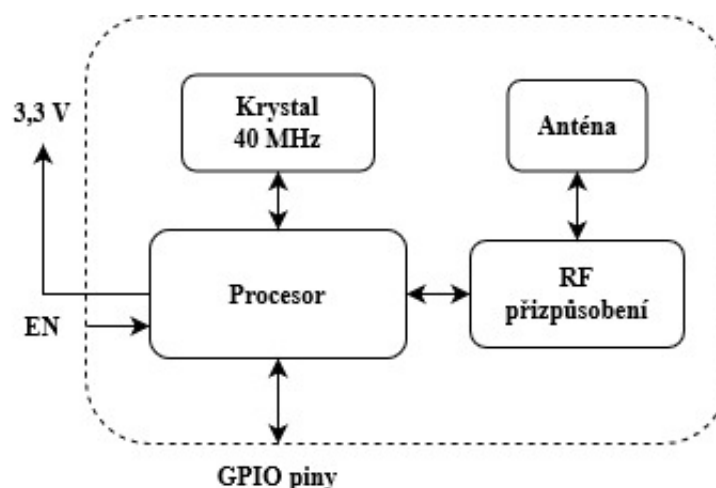 3,3 V
Krystal
40 MHz
Anténa
Procesor
RF
přizpůsobení
EN
GPIO piny